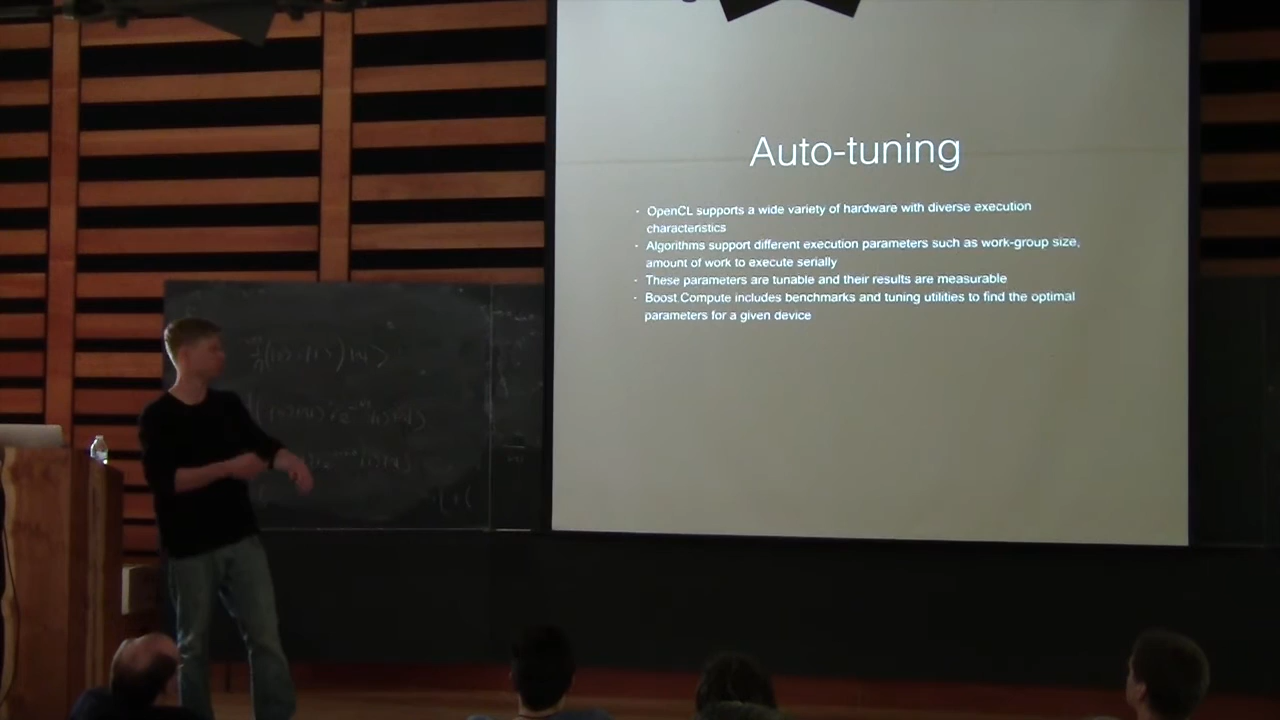 Auto-tuning
· OpenCL supports a wide variety of hardware with diverse execution
characteristics
· Algorithms support different execution parameters such as work-group size,
amount of work to execute serially
· These parameters are tunable and their results are measurable
· Boost.Compute includes benchmarks and tuning utilities to find the optimal
parameters for a given device